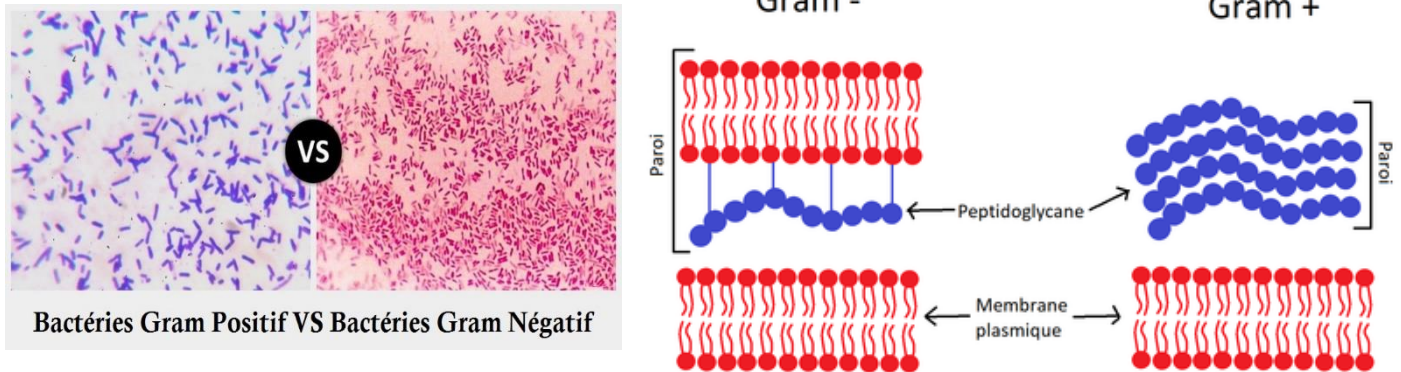 VS
Bactéries Gram Positif VS Bactéries Gram Négatif
Gram -
Gram +
Paroi
Peptidoglycane
Paroi
Membrane
plasmique